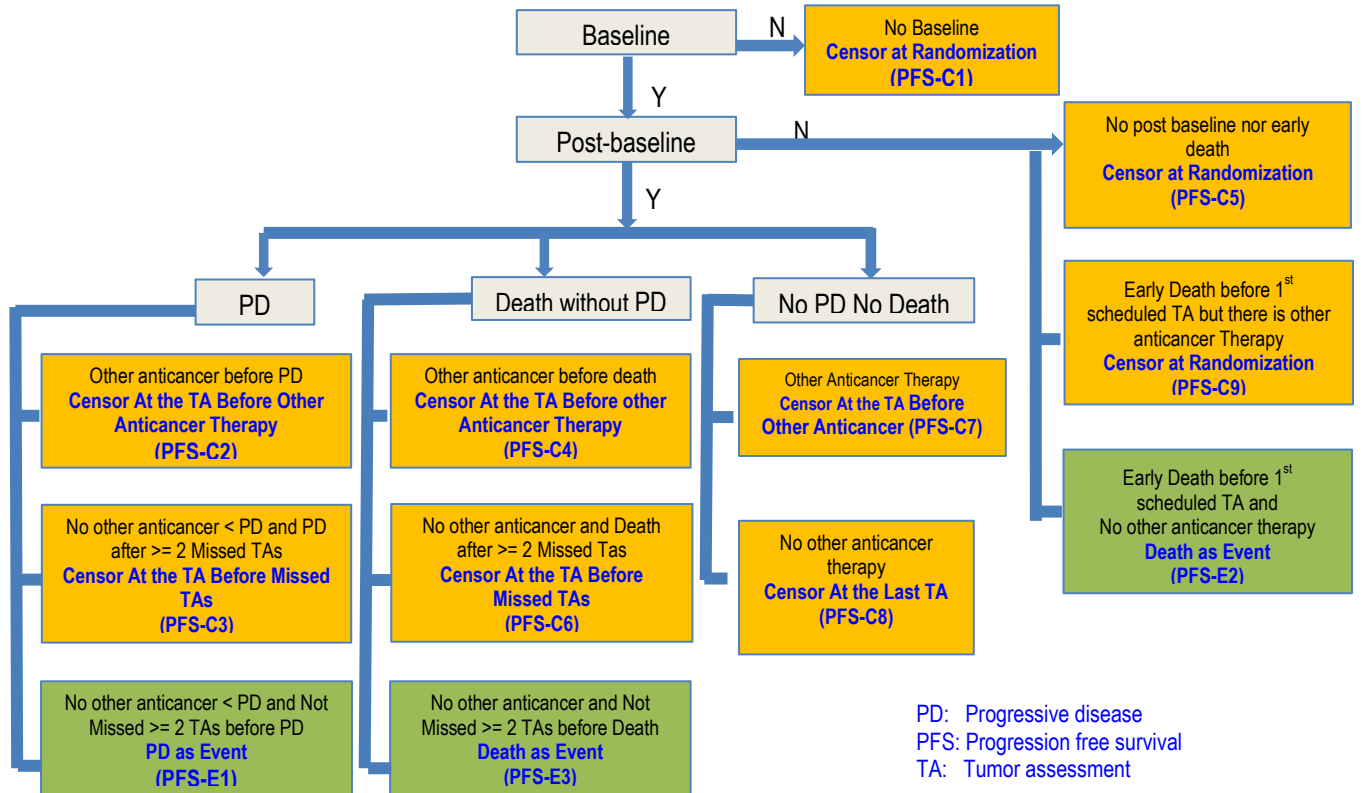 Baseline
N
No Baseline
Censor at Randomization
(PFS-C1)
Y
Post-baseline
N
No post baseline nor early
death
Censor at Randomization
(PFS-C5)
Y
PD
Death without PD
No PD No Death
Early Death before 1st
scheduled TA but there is other
anticancer Therapy
Censor at Randomization
(PFS-C9)
Other anticancer before PD
Censor At the TA Before Other
Anticancer Therapy
(PFS-C2)
Other anticancer before death
Censor At the TA Before other
Anticancer Therapy
(PFS-C4)
Other Anticancer Therapy
Censor At the TA Before
Other Anticancer (PFS-C7)
Early Death before 1st
scheduled TA and
No other anticancer therapy
Death as Event
(PFS-E2)
No other anticancer < PD and PD
after >= 2 Missed TAs
Censor At the TA Before Missed
TAs
(PFS-C3)
No other anticancer and Death
after >= 2 Missed Tas
Censor At the TA Before
Missed TAs
(PFS-C6)
No other anticancer
therapy
Censor At the Last TA
(PFS-C8)
No other anticancer < PD and Not
Missed >= 2 TAs before PD
PD as Event
(PFS-E1)
No other anticancer and Not
Missed >= 2 TAs before Death
Death as Event
(PFS-E3)
PD: Progressive disease
PFS: Progression free survival
TA: Tumor assessment